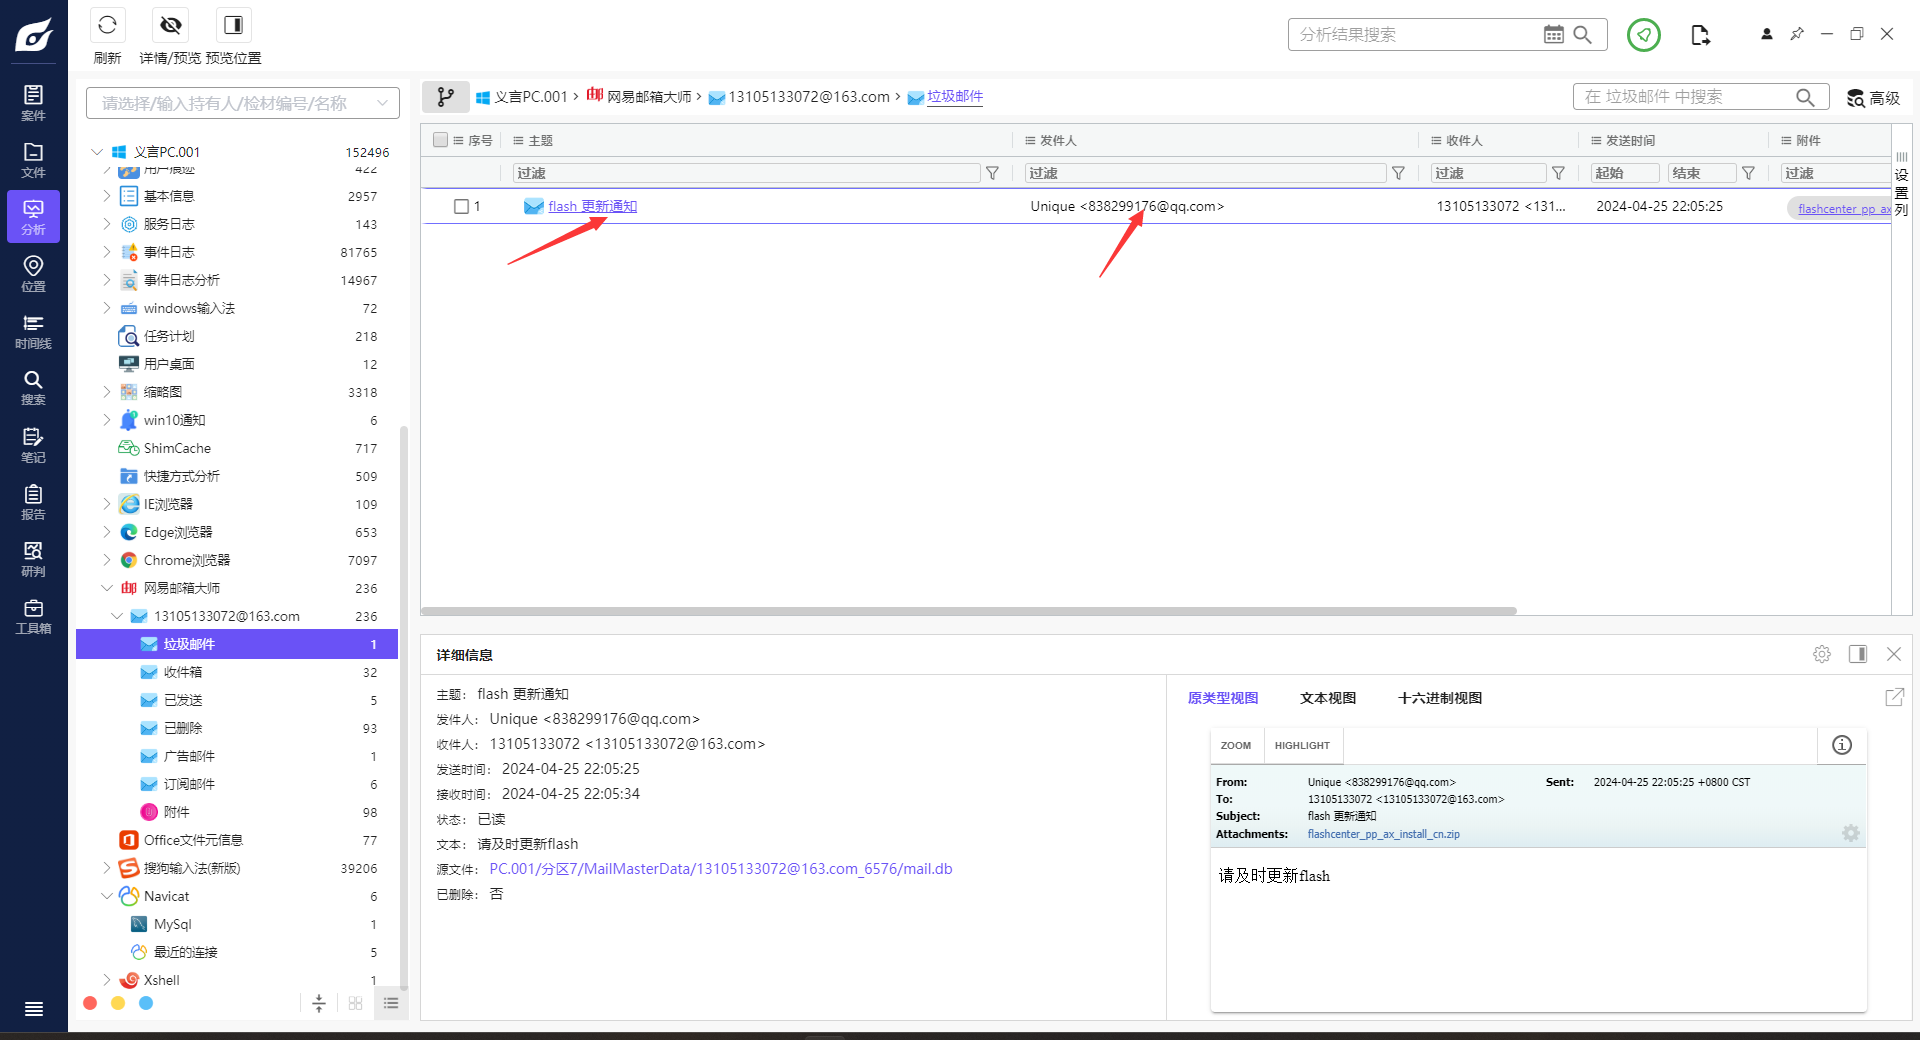 刷新
详情/预览
预览位置
分析结果搜索
案件
文件
分析
位置
时间线
搜索
笔记
报告
研判
工具箱
请选择/输入持有人/检材编号/名称
义言PC.001 152496
用户痕迹 422
基本信息 2957
服务日志 143
事件日志 81765
事件日志分析 14967
windows输入法 72
任务计划 218
用户桌面 12
缩略图 3318
win10通知 6
ShimCache 717
快捷方式分析 509
IE浏览器 109
Edge浏览器 653
Chrome浏览器 7097
网易邮箱大师 236
13105133072@163.com 236
垃圾邮件 1
收件箱 32
已发送 5
已删除 93
广告邮件 1
订阅邮件 6
附件 98
Office文件元信息 77
搜狗输入法(新版) 39206
Navicat 6
MySql 1
最近的连接 5
Xshell 1
义言PC.001 > 网易邮箱大师 > 13105133072@163.com > 垃圾邮件
在 垃圾邮件 中搜索
高级
序号 主题 发件人 收件人 发送时间 附件
过滤 过滤 过滤 起始 结束 过滤
设置列
1 flash 更新通知 Unique <838299176@qq.com> 13105133072 <131... 2024-04-25 22:05:25 flashcenter_pp_ax
详细信息
主题: flash 更新通知
发件人: Unique <838299176@qq.com>
收件人: 13105133072 <13105133072@163.com>
发送时间: 2024-04-25 22:05:25
接收时间: 2024-04-25 22:05:34
状态: 已读
文本: 请及时更新flash
源文件: PC.001/分区7/MailMasterData/13105133072@163.com_6576/mail.db
已删除: 否
原类型视图 文本视图 十六进制视图
ZOOM HIGHLIGHT
From: Unique <838299176@qq.com> Sent: 2024-04-25 22:05:25 +0800 CST
To: 13105133072 <13105133072@163.com>
Subject: flash 更新通知
Attachments: flashcenter_pp_ax_install_cn.zip
请及时更新flash